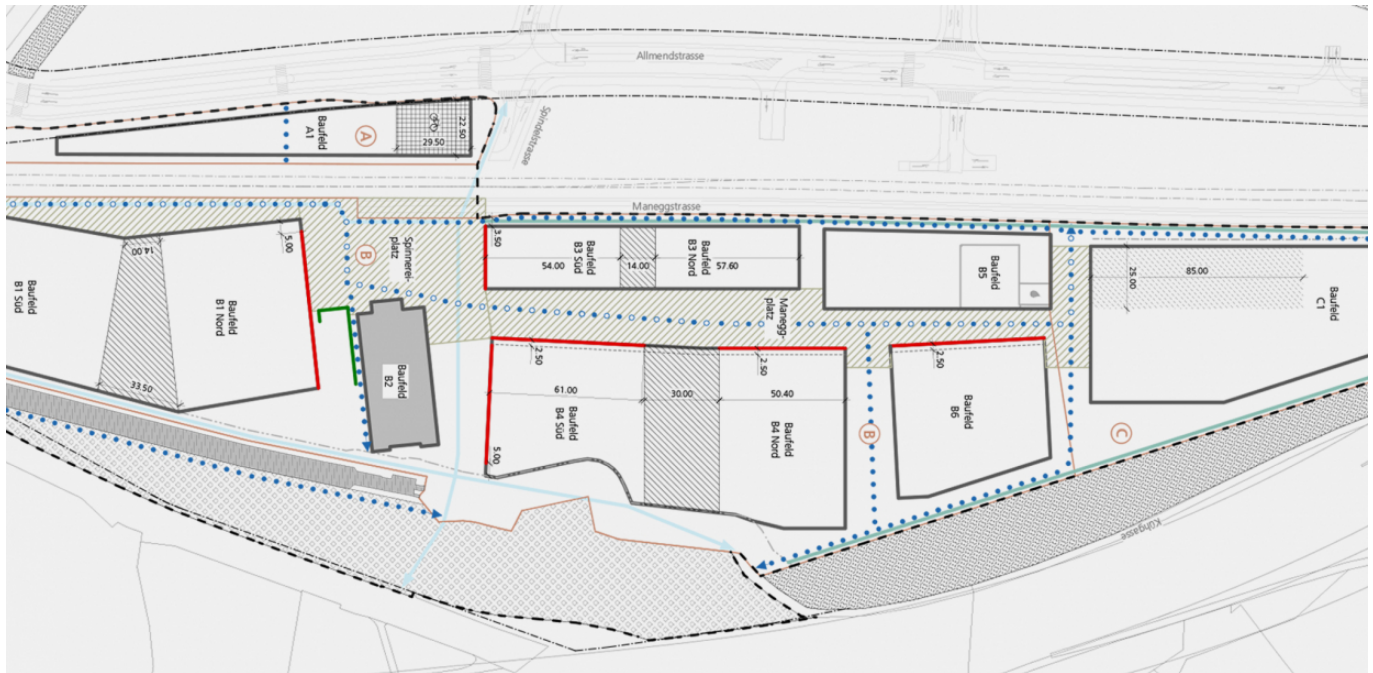 Allmendstrasse
Spindelstrasse
Baufeld
A1
A
22.50
29.50
Maneggstrasse
14.00
5.00
Baufeld
B1 Süd
Baufeld
B1 Nord
33.50
B
Spinnerei-
platz
Baufeld
B2
3.50
54.00
Baufeld
B3 Süd
14.00
Baufeld
B3 Nord
57.60
Manegg-
platz
Baufeld
B5
25.00
85.00
Baufeld
C1
2.50
61.00
Baufeld
B4 Süd
5.00
30.00
2.50
50.40
Baufeld
B4 Nord
B
2.50
Baufeld
B6
C
Kühgasse